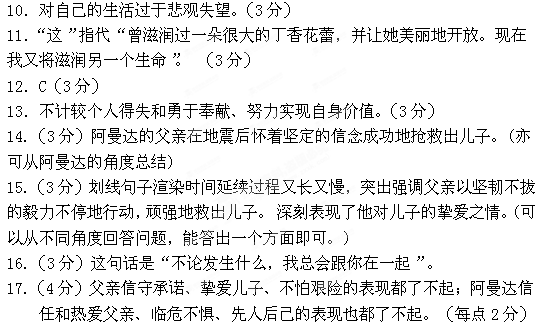 10. 对自己的生活过于悲观失望。(3分)
11.“这 ”指代“曾滋润过一朵很大的丁香花蕾，并让她美丽地开放。现在
我又将滋润另一个生命 ”。 (3分)
12. C(3分)
13. 不计较个人得失和勇于奉献、努力实现自身价值。(3分)
14.(3分)阿曼达的父亲在地震后怀着坚定的信念成功地抢救出儿子。(亦
可从阿曼达的角度总结)
15.(3分)划线句子渲染时间延续过程又长又慢，突出强调父亲以坚韧不拔
的毅力不停地行动，顽强地救出儿子。 深刻表现了他对儿子的挚爱之情。(可
以从不同角度回答问题，能答出一个方面即可。)
16.(3分)这句话是“不论发生什么，我总会跟你在一起 ”。
17.(4分)父亲信守承诺、挚爱儿子、不怕艰险的表现都了不起；阿曼达信
任和热爱父亲、临危不惧、先人后己的表现也都了不起。 (每点2分)